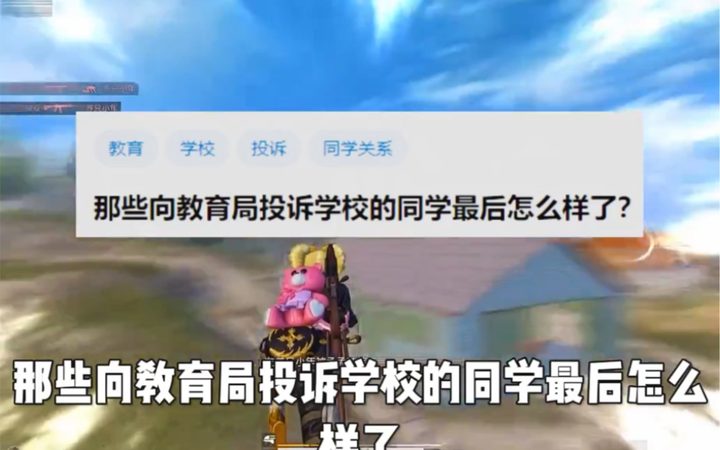 教育 学校 投诉 同学关系
那些向教育局投诉学校的同学最后怎么样了?
那些向教育局投诉学校的同学最后怎么
样了